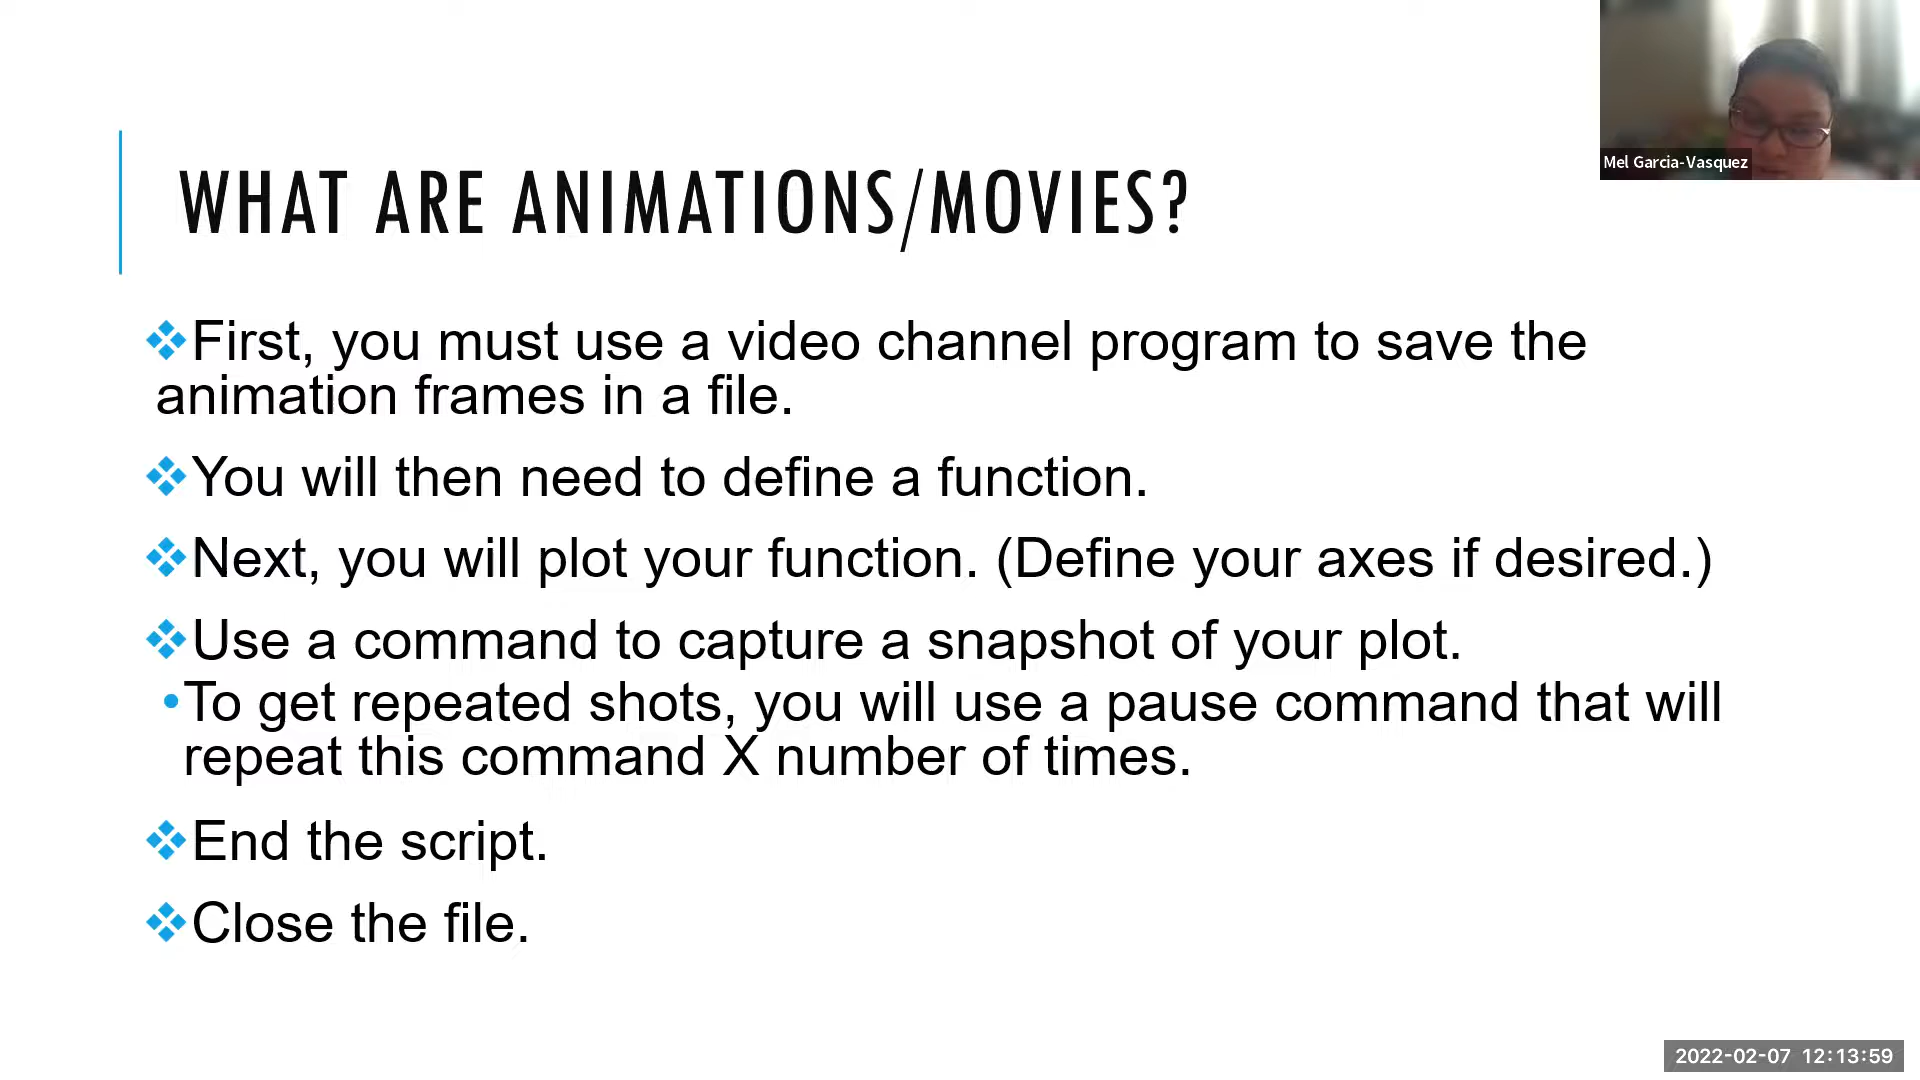 Mel Garcia-Vasquez
WHAT ARE ANIMATIONS/MOVIES?
❖First, you must use a video channel program to save the
animation frames in a file.
❖You will then need to define a function.
❖Next, you will plot your function. (Define your axes if desired.)
❖Use a command to capture a snapshot of your plot.
•To get repeated shots, you will use a pause command that will
repeat this command X number of times.
❖End the script.
❖Close the file.
2022-02-07 12:13:59